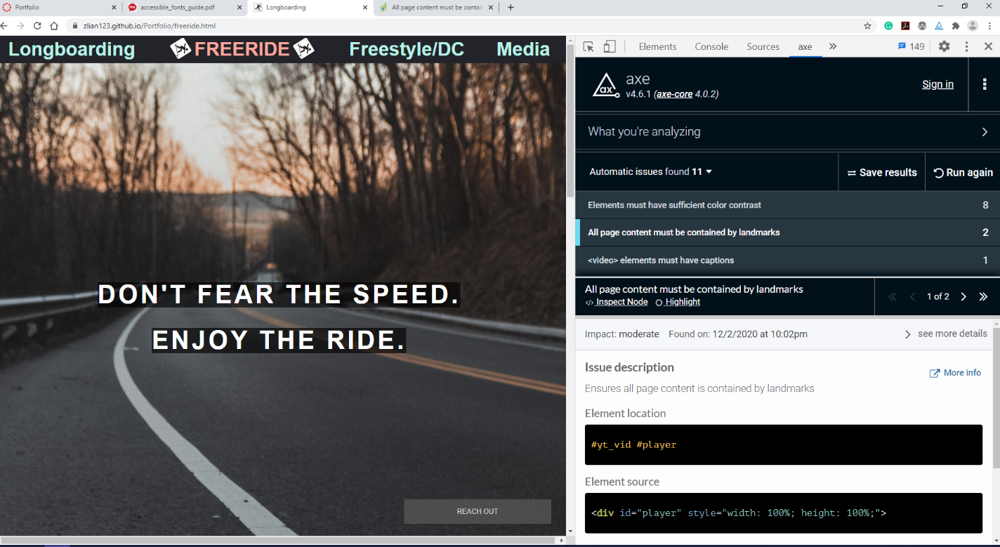 Portfolio
accessible_fonts_guide.pdf
Longboarding
All page content must be contain
zlian123.github.io/Portfolio/freeride.html
Longboarding FREERIDE Freestyle/DC Media
DON'T FEAR THE SPEED.
ENJOY THE RIDE.
REACH OUT
Elements Console Sources axe 149
ax
axe
v4.6.1 (axe-core 4.0.2)
Sign in
What you're analyzing
Automatic issues found 11
Save results
Run again
Elements must have sufficient color contrast 8
All page content must be contained by landmarks 2
<video> elements must have captions 1
All page content must be contained by landmarks
</> Inspect Node Highlight
1 of 2
Impact: moderate Found on: 12/2/2020 at 10:02pm
see more details
Issue description
More info
Ensures all page content is contained by landmarks
Element location
#yt_vid #player
Element source
<div id="player" style="width: 100%; height: 100%;">